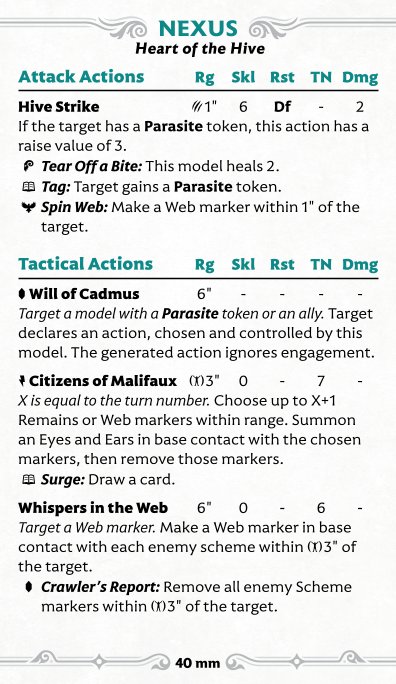 NEXUS
Heart of the Hive
Attack Actions Rg Skl Rst TN Dmg
Hive Strike 1" 6 Df - 2
If the target has a Parasite token, this action has a
raise value of 3.
Tear Off a Bite: This model heals 2.
Tag: Target gains a Parasite token.
Spin Web: Make a Web marker within 1" of the
target.
Tactical Actions Rg Skl Rst TN Dmg
Will of Cadmus 6" - - - -
Target a model with a Parasite token or an ally. Target
declares an action, chosen and controlled by this
model. The generated action ignores engagement.
Citizens of Malifaux 3" 0 - 7 -
X is equal to the turn number. Choose up to X+1
Remains or Web markers within range. Summon
an Eyes and Ears in base contact with the chosen
markers, then remove those markers.
Surge: Draw a card.
Whispers in the Web 6" 0 - 6 -
Target a Web marker. Make a Web marker in base
contact with each enemy scheme within 3" of
the target.
Crawler's Report: Remove all enemy Scheme
markers within 3" of the target.
40 mm